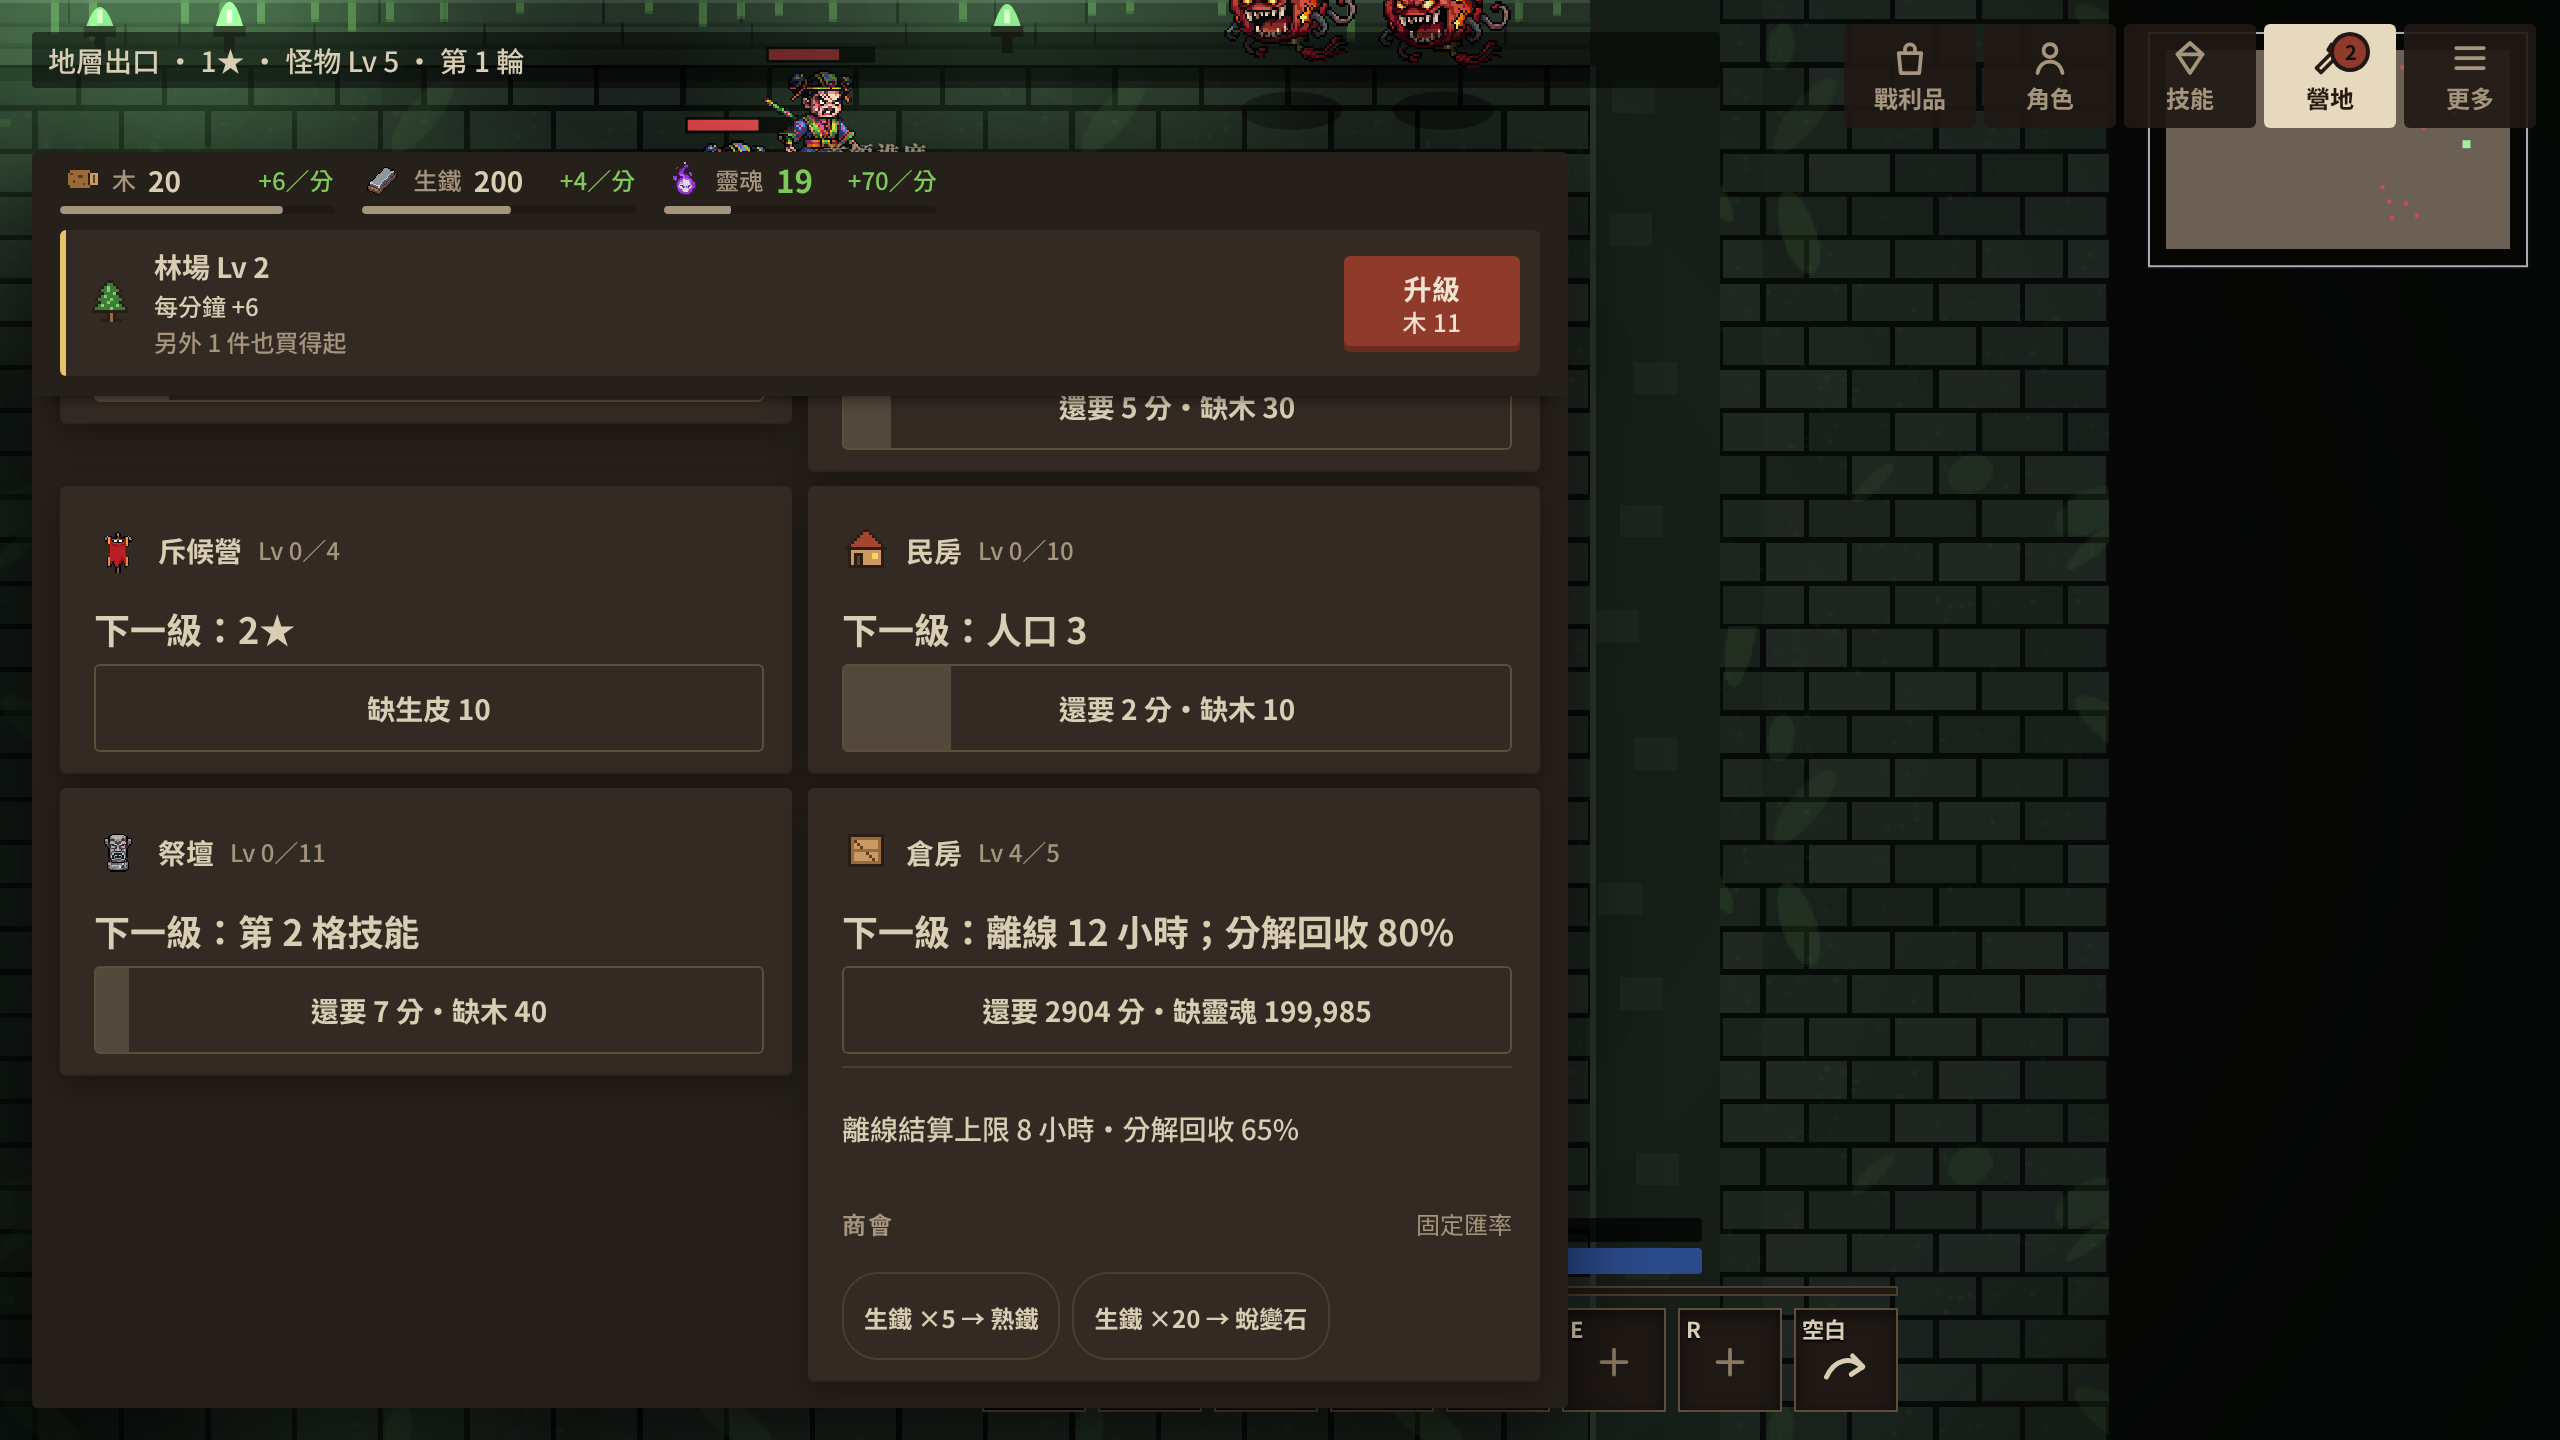 地層出口 · 1★ · 怪物 Lv 5 · 第 1 輪
戰利品
角色
技能
營地
2
更多
木 20 +6／分
生鐵 200 +4／分
靈魂 19 +70／分
林場 Lv 2
每分鐘 +6
另外 1 件也買得起
升級
木 11
還要 5 分·缺木 30
斥候營 Lv 0／4
下一級：2★
缺生皮 10
民房 Lv 0／10
下一級：人口 3
還要 2 分·缺木 10
祭壇 Lv 0／11
下一級：第 2 格技能
還要 7 分·缺木 40
倉房 Lv 4／5
下一級：離線 12 小時；分解回收 80%
還要 2904 分·缺靈魂 199,985
離線結算上限 8 小時·分解回收 65%
商會
固定匯率
生鐵 ×5 → 熟鐵
生鐵 ×20 → 蛻變石
E
R
空白